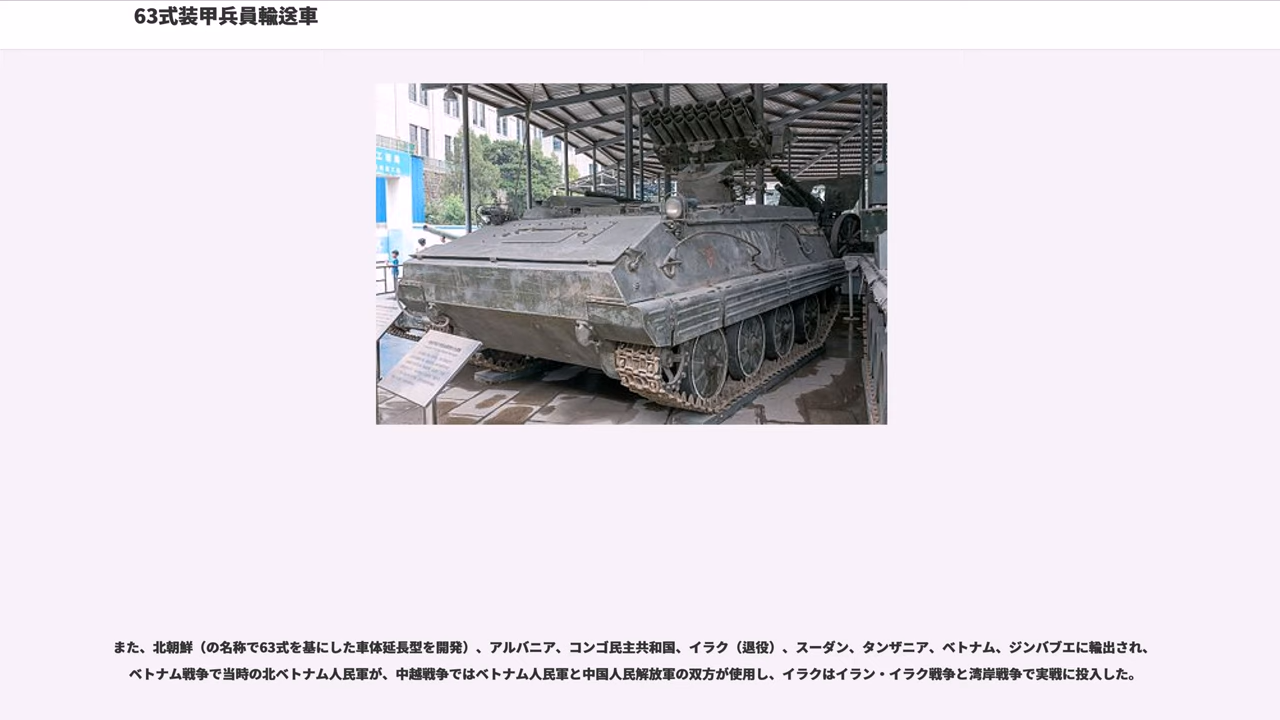 63式装甲兵員輸送車
また、北朝鮮（の名称で63式を基にした車体延長型を開発）、アルバニア、コンゴ民主共和国、イラク（退役）、スーダン、タンザニア、ベトナム、ジンバブエに輸出され、
ベトナム戦争で当時の北ベトナム人民軍が、中越戦争ではベトナム人民軍と中国人民解放軍の双方が使用し、イラクはイラン・イラク戦争と湾岸戦争で実戦に投入した。